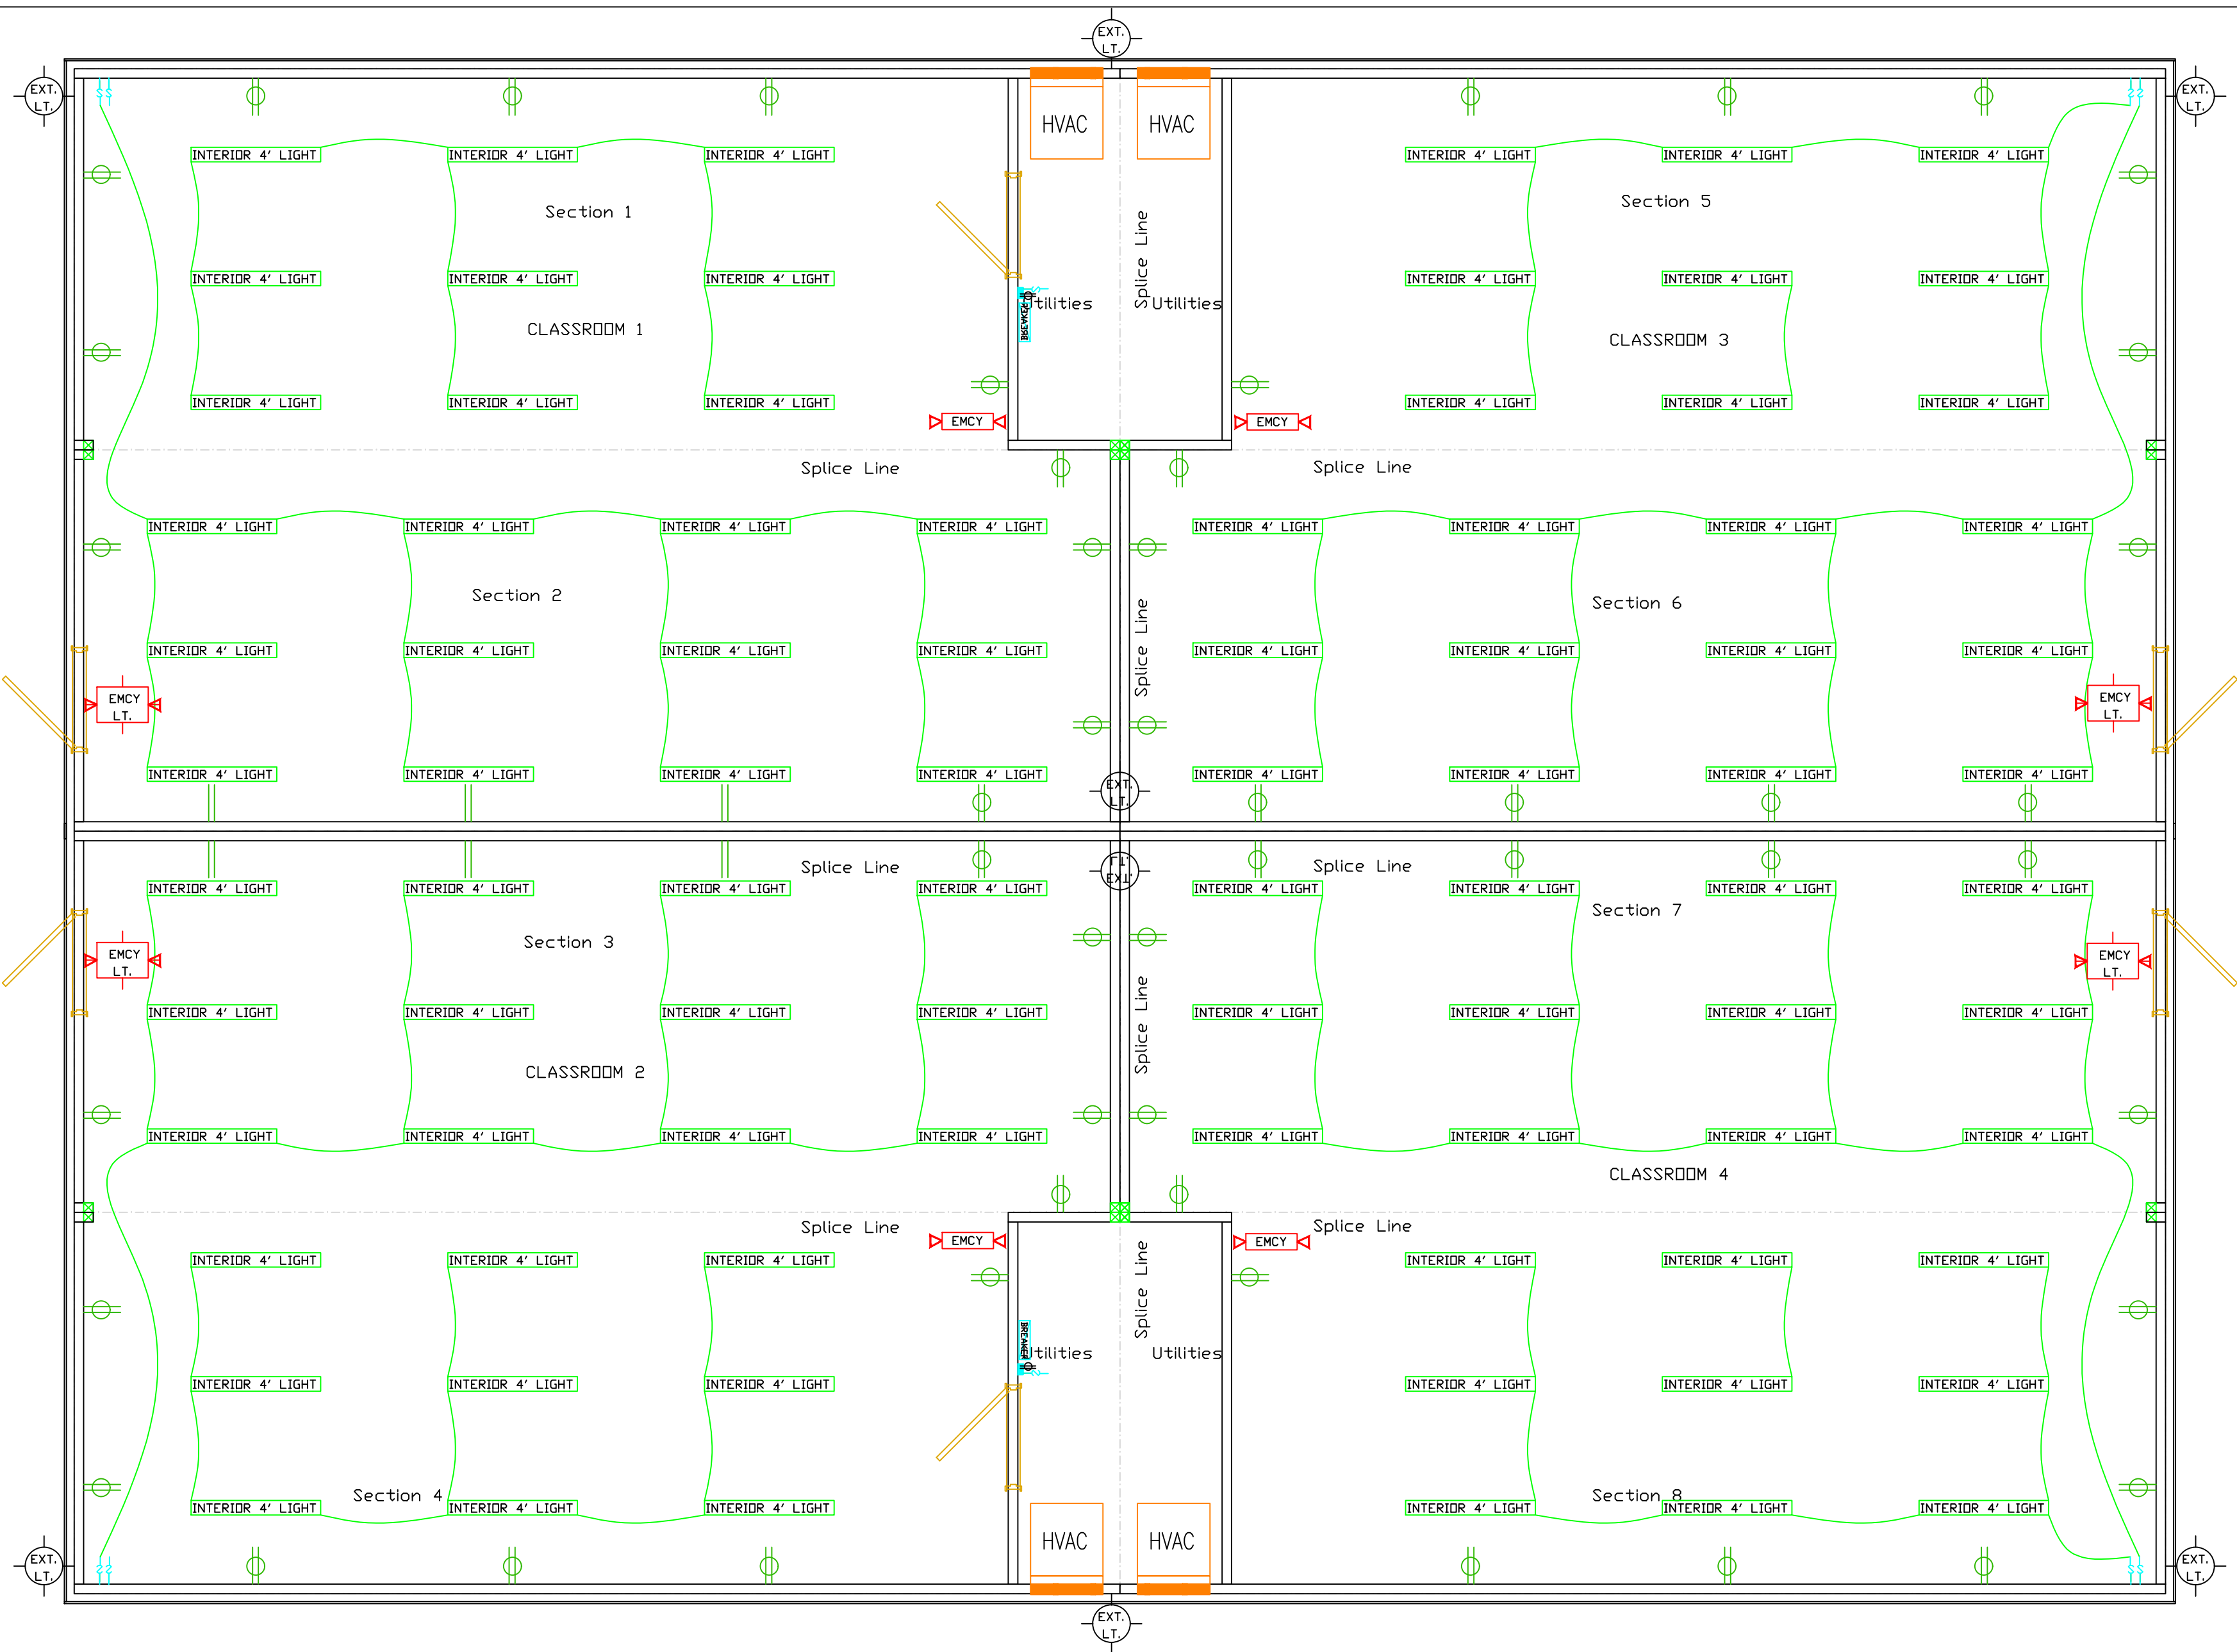 EXT.
LT.
EXT.
LT.
EXT.
LT.
HVAC
HVAC
INTERIOR 4' LIGHT
INTERIOR 4' LIGHT
INTERIOR 4' LIGHT
INTERIOR 4' LIGHT
INTERIOR 4' LIGHT
INTERIOR 4' LIGHT
Section 1
Section 5
Splice Line
INTERIOR 4' LIGHT
INTERIOR 4' LIGHT
INTERIOR 4' LIGHT
INTERIOR 4' LIGHT
INTERIOR 4' LIGHT
INTERIOR 4' LIGHT
Utilities
Utilities
BREAKER
CLASSROOM 1
CLASSROOM 3
INTERIOR 4' LIGHT
INTERIOR 4' LIGHT
INTERIOR 4' LIGHT
INTERIOR 4' LIGHT
INTERIOR 4' LIGHT
INTERIOR 4' LIGHT
EMCY
EMCY
Splice Line
Splice Line
INTERIOR 4' LIGHT
INTERIOR 4' LIGHT
INTERIOR 4' LIGHT
INTERIOR 4' LIGHT
INTERIOR 4' LIGHT
INTERIOR 4' LIGHT
INTERIOR 4' LIGHT
INTERIOR 4' LIGHT
Section 2
Section 6
Splice Line
INTERIOR 4' LIGHT
INTERIOR 4' LIGHT
INTERIOR 4' LIGHT
INTERIOR 4' LIGHT
INTERIOR 4' LIGHT
INTERIOR 4' LIGHT
INTERIOR 4' LIGHT
INTERIOR 4' LIGHT
EMCY
LT.
EMCY
LT.
INTERIOR 4' LIGHT
INTERIOR 4' LIGHT
INTERIOR 4' LIGHT
INTERIOR 4' LIGHT
INTERIOR 4' LIGHT
INTERIOR 4' LIGHT
INTERIOR 4' LIGHT
INTERIOR 4' LIGHT
EXT.
LT.
Splice Line
Splice Line
EXT.
LT.
INTERIOR 4' LIGHT
INTERIOR 4' LIGHT
INTERIOR 4' LIGHT
INTERIOR 4' LIGHT
INTERIOR 4' LIGHT
INTERIOR 4' LIGHT
INTERIOR 4' LIGHT
INTERIOR 4' LIGHT
Section 3
Section 7
EMCY
LT.
EMCY
LT.
Splice Line
INTERIOR 4' LIGHT
INTERIOR 4' LIGHT
INTERIOR 4' LIGHT
INTERIOR 4' LIGHT
INTERIOR 4' LIGHT
INTERIOR 4' LIGHT
INTERIOR 4' LIGHT
INTERIOR 4' LIGHT
CLASSROOM 2
INTERIOR 4' LIGHT
INTERIOR 4' LIGHT
INTERIOR 4' LIGHT
INTERIOR 4' LIGHT
INTERIOR 4' LIGHT
INTERIOR 4' LIGHT
INTERIOR 4' LIGHT
INTERIOR 4' LIGHT
CLASSROOM 4
Splice Line
Splice Line
EMCY
EMCY
INTERIOR 4' LIGHT
INTERIOR 4' LIGHT
INTERIOR 4' LIGHT
INTERIOR 4' LIGHT
INTERIOR 4' LIGHT
INTERIOR 4' LIGHT
Splice Line
BREAKER
Utilities
Utilities
INTERIOR 4' LIGHT
INTERIOR 4' LIGHT
INTERIOR 4' LIGHT
INTERIOR 4' LIGHT
INTERIOR 4' LIGHT
INTERIOR 4' LIGHT
Section 4
Section 8
INTERIOR 4' LIGHT
INTERIOR 4' LIGHT
INTERIOR 4' LIGHT
INTERIOR 4' LIGHT
INTERIOR 4' LIGHT
INTERIOR 4' LIGHT
HVAC
HVAC
EXT.
LT.
EXT.
LT.
EXT.
LT.